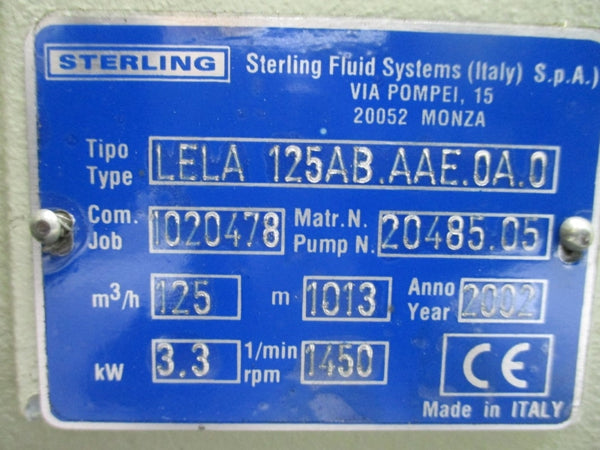 STERLING Sterling Fluid Systems (Italy) S.p.A.)
VIA POMPEI, 15
20052 MONZA
Tipo
Type LELA 125AB.AAE.0A.0
Com. Matr.N.
Job 1020478 Pump N. 20485.05
m³/h 125 m 1013 Anno
Year 2002
kW 3.3 1/min
rpm 1450 CE
Made in ITALY